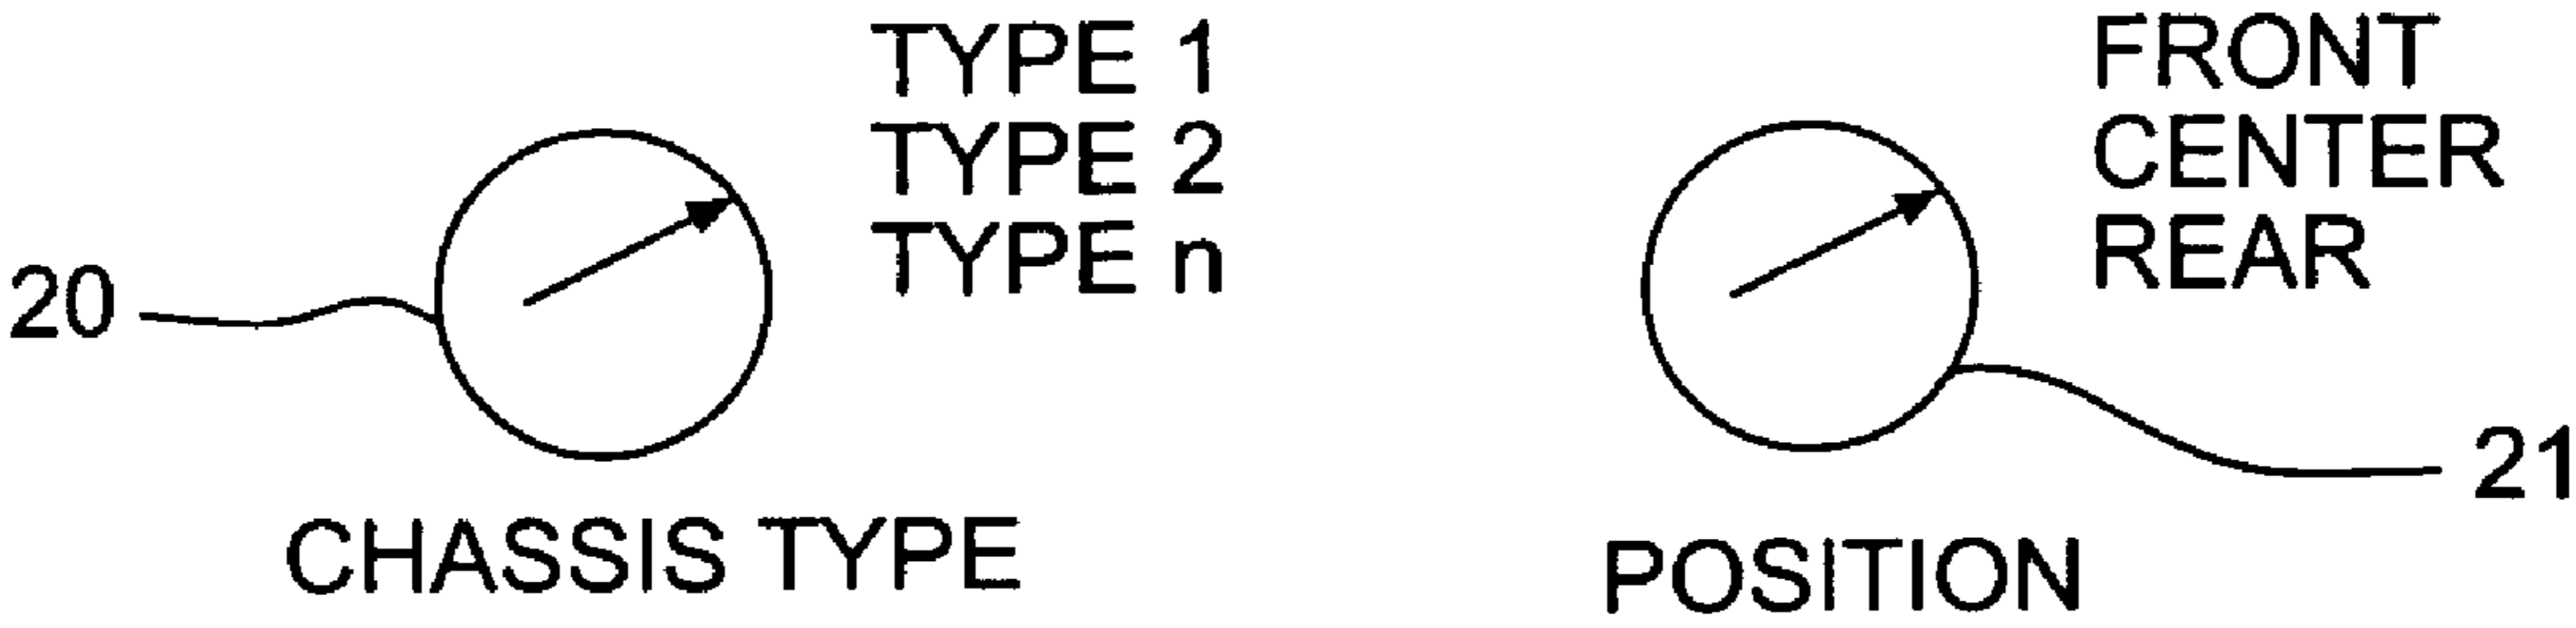 TYPE 1
TYPE 2
TYPE n
20
CHASSIS TYPE
FRONT
CENTER
REAR
21
POSITION